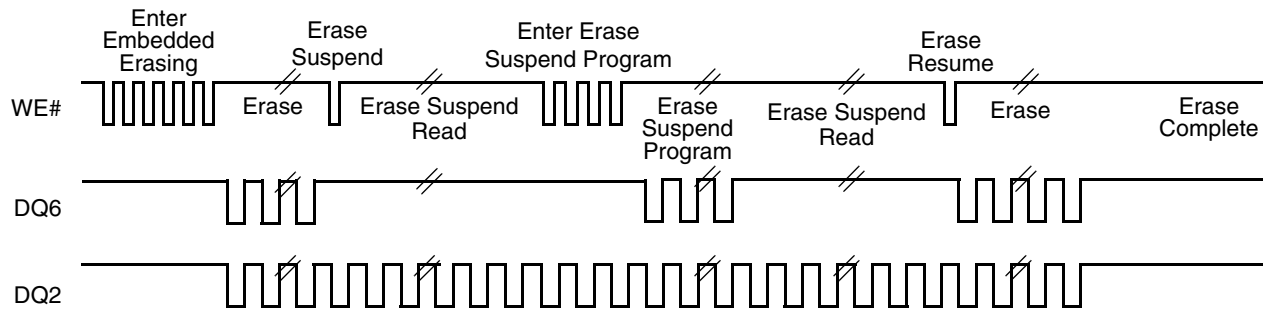 Enter
Embedded
Erasing
Erase
Suspend
Enter Erase
Suspend Program
Erase
Resume
WE#
Erase
Erase Suspend
Read
Erase
Suspend
Program
Erase Suspend
Read
Erase
Erase
Complete
DQ6
DQ2